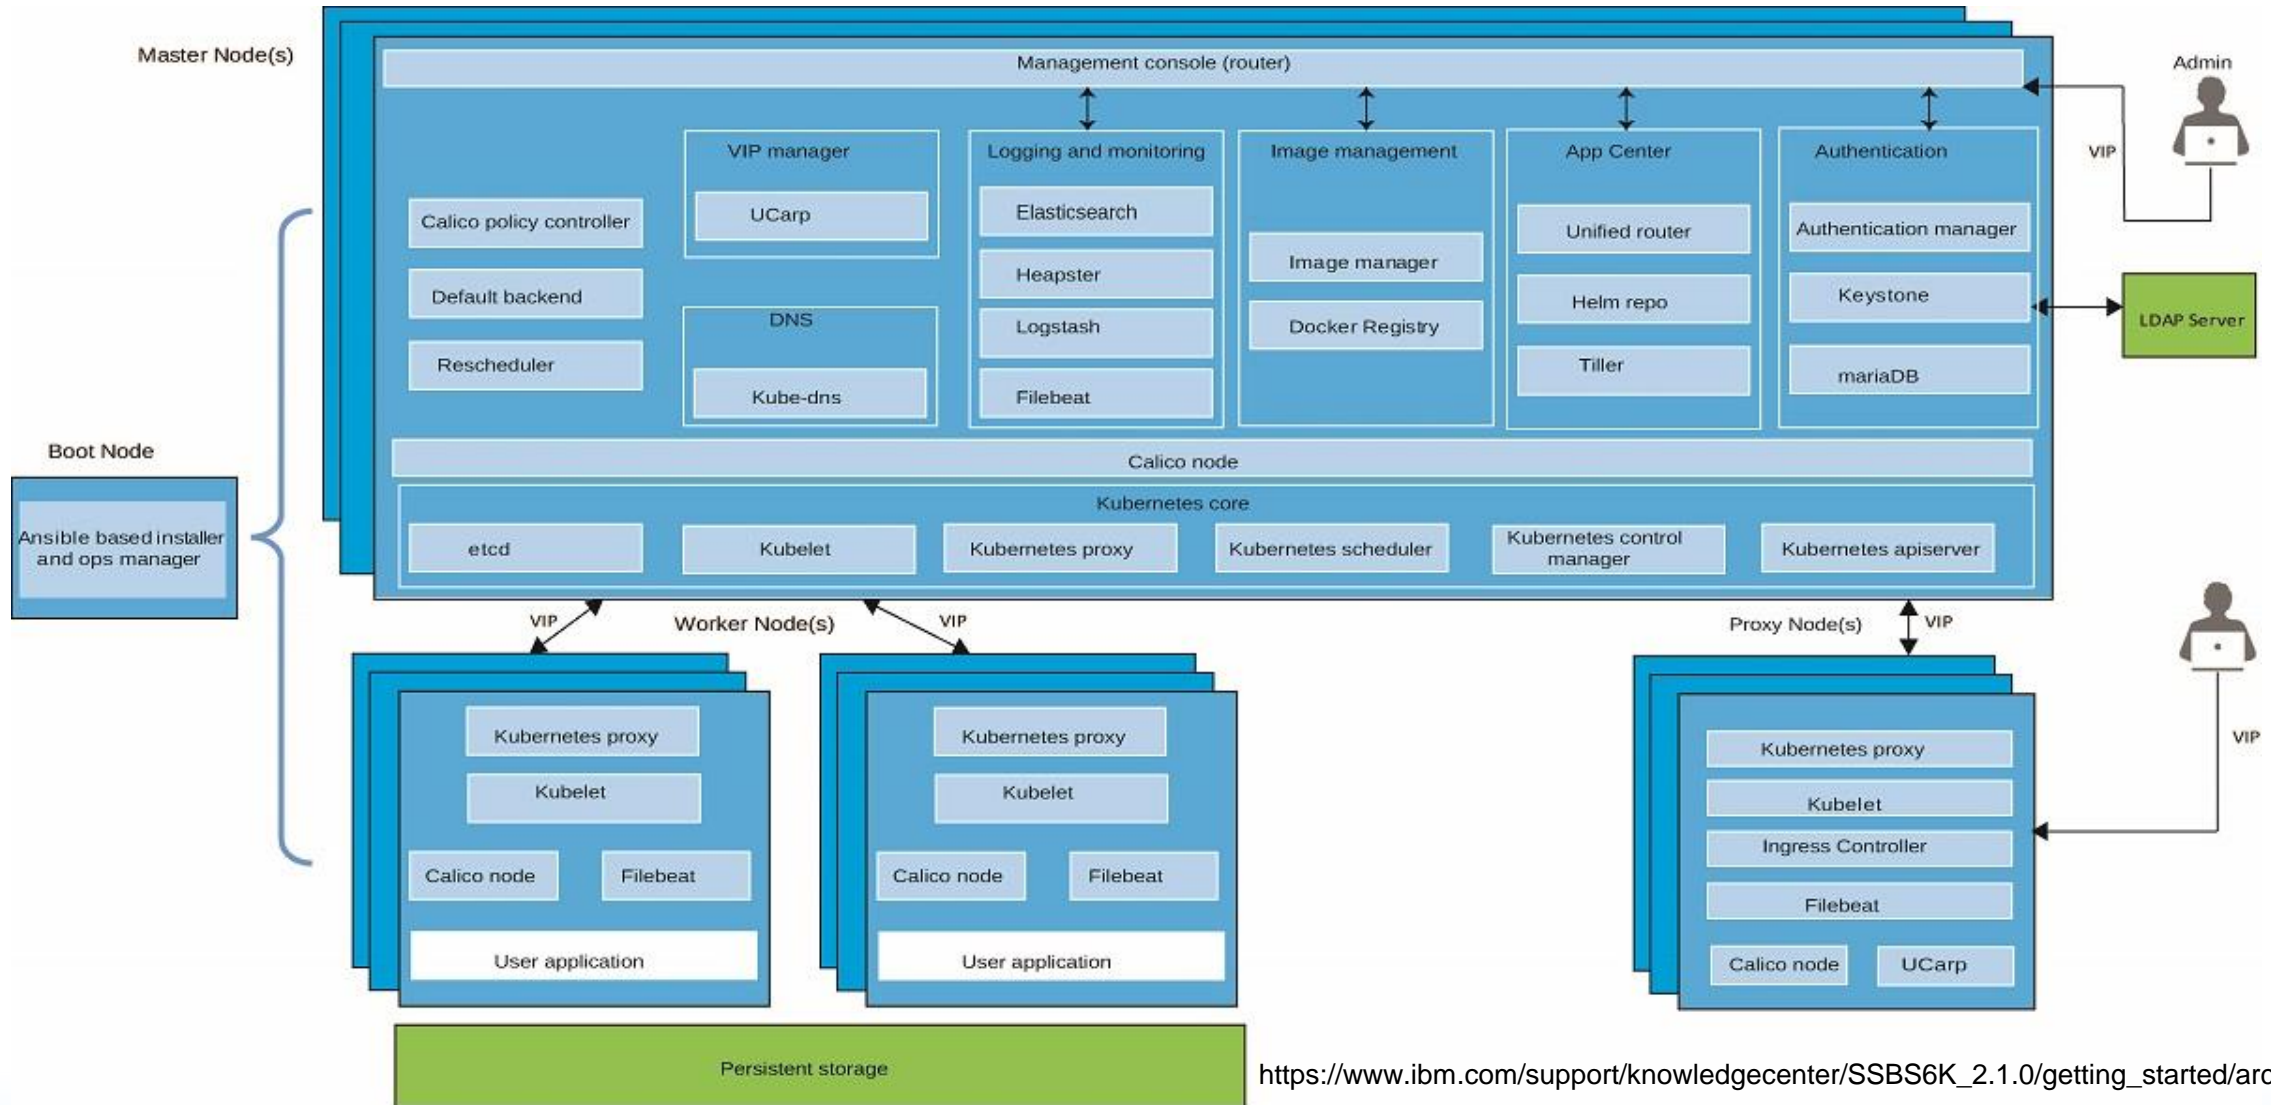 Master Node(s)
Management console (router)
Admin
VIP
VIP manager
UCarp
Logging and monitoring
Elasticsearch
Heapster
Logstash
Filebeat
Image management
Image manager
Docker Registry
App Center
Unified router
Helm repo
Tiller
Authentication
Authentication manager
Keystone
mariaDB
LDAP Server
Calico policy controller
Default backend
Rescheduler
DNS
Kube-dns
Boot Node
Ansible based installer
and ops manager
Calico node
Kubernetes core
etcd
Kubelet
Kubernetes proxy
Kubernetes scheduler
Kubernetes control
manager
Kubernetes apiserver
VIP
Worker Node(s)
VIP
Proxy Node(s)
VIP
Kubernetes proxy
Kubelet
Calico node
Filebeat
User application
Kubernetes proxy
Kubelet
Calico node
Filebeat
User application
Kubernetes proxy
Kubelet
Ingress Controller
Filebeat
Calico node
UCarp
VIP
Persistent storage
https://www.ibm.com/support/knowledgecenter/SSBS6K_2.1.0/getting_started/arc